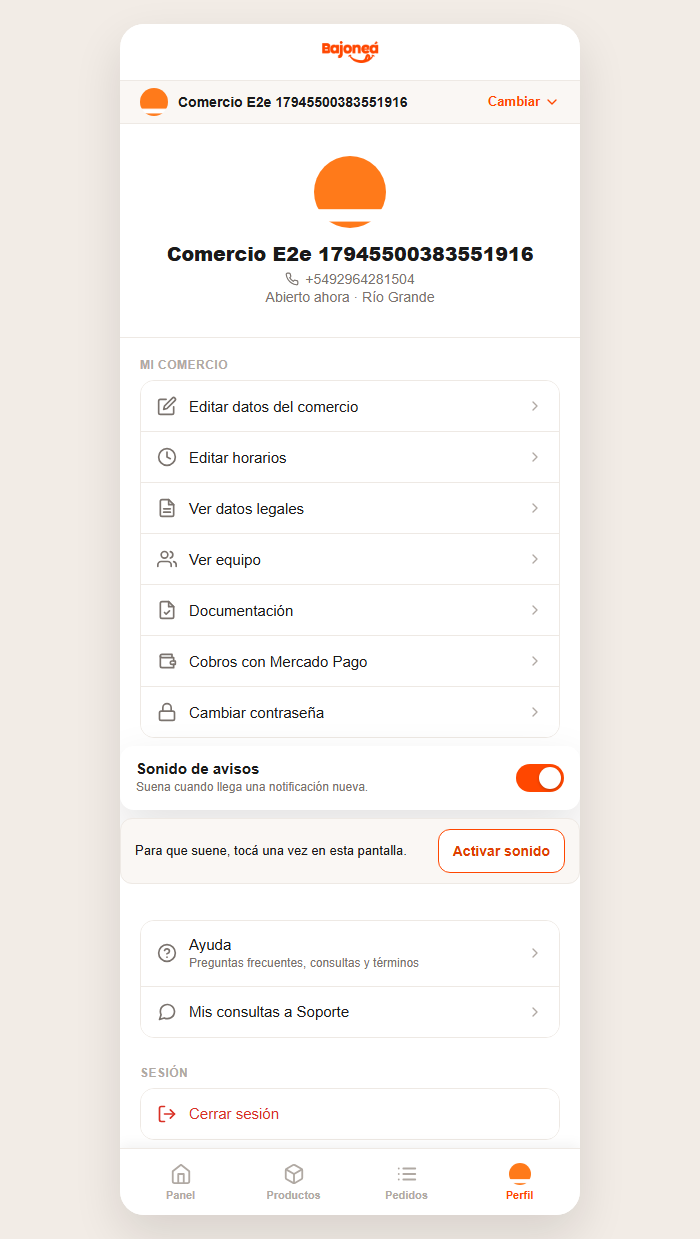 Bajoneá
Comercio E2e 17945500383551916
Cambiar
Comercio E2e 17945500383551916
+5492964281504
Abierto ahora · Río Grande
MI COMERCIO
Editar datos del comercio
Editar horarios
Ver datos legales
Ver equipo
Documentación
Cobros con Mercado Pago
Cambiar contraseña
Sonido de avisos
Suena cuando llega una notificación nueva.
Para que suene, tocá una vez en esta pantalla.
Activar sonido
Ayuda
Preguntas frecuentes, consultas y términos
Mis consultas a Soporte
SESIÓN
Cerrar sesión
Panel
Productos
Pedidos
Perfil